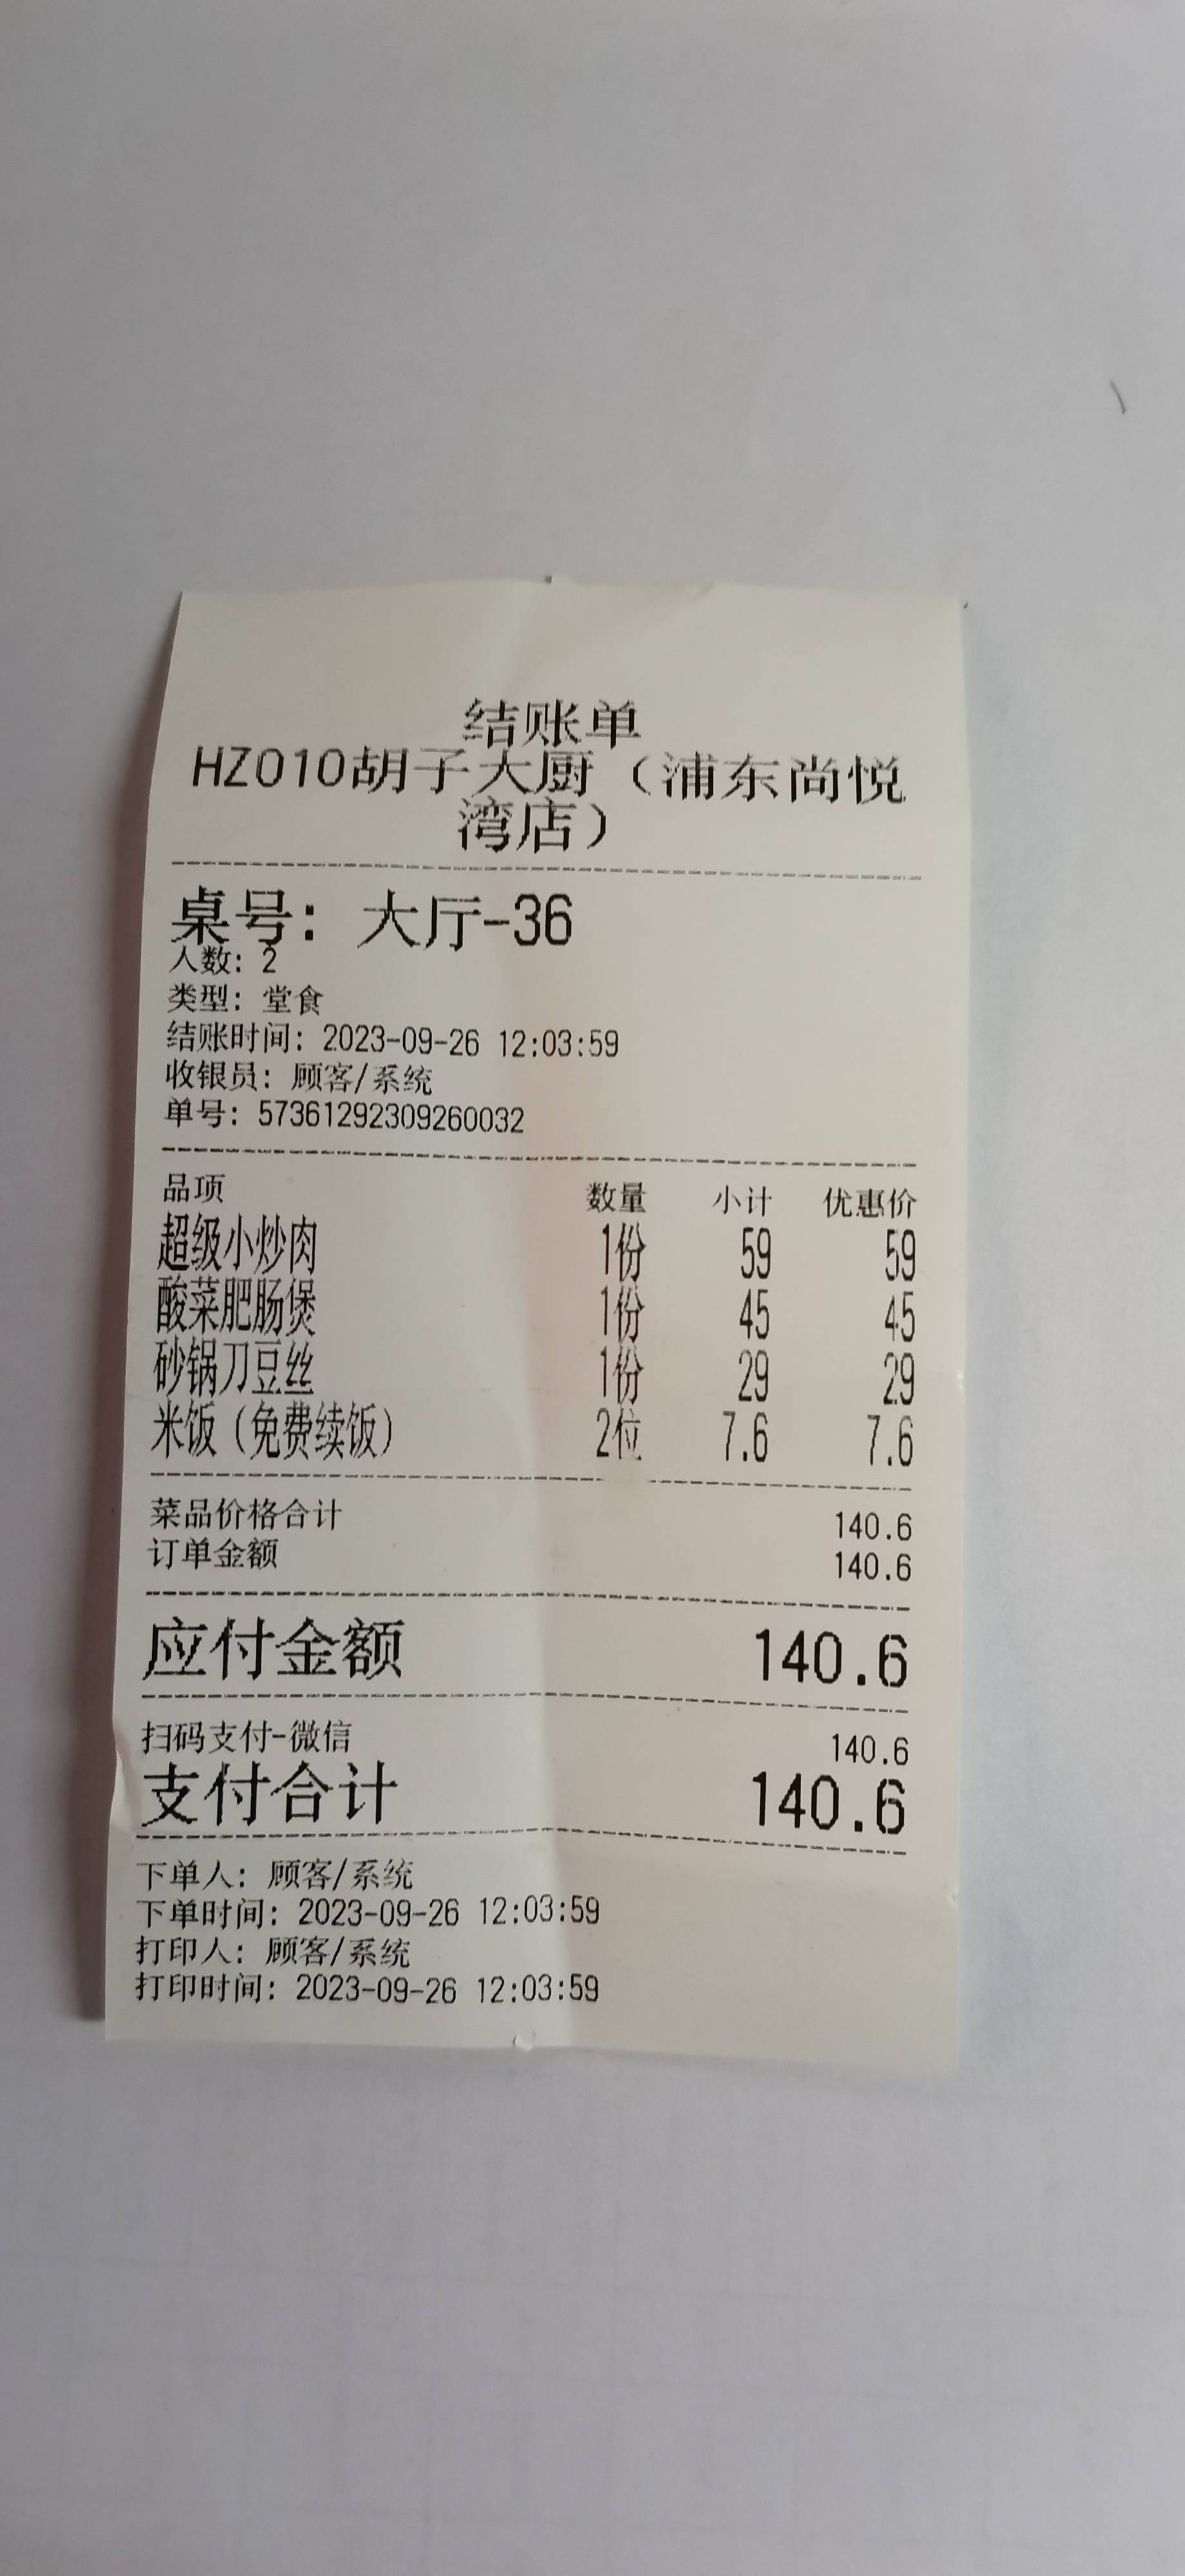 结账单
HZ010胡子大厨（浦东尚悦
湾店）
桌号：大厅-36
人数：2
类型：堂食
结账时间：2023-09-26 12:03:59
收银员：顾客/系统
单号：57361292309260032
品项 数量 小计 优惠价
超级小炒肉 1份 59 59
酸菜肥肠煲 1份 45 45
砂锅刀豆丝 1份 29 29
米饭（免费续饭） 2位 7.6 7.6
菜品价格合计 140.6
订单金额 140.6
应付金额 140.6
扫码支付-微信 140.6
支付合计 140.6
下单人：顾客/系统
下单时间：2023-09-26 12:03:59
打印人：顾客/系统
打印时间：2023-09-26 12:03:59